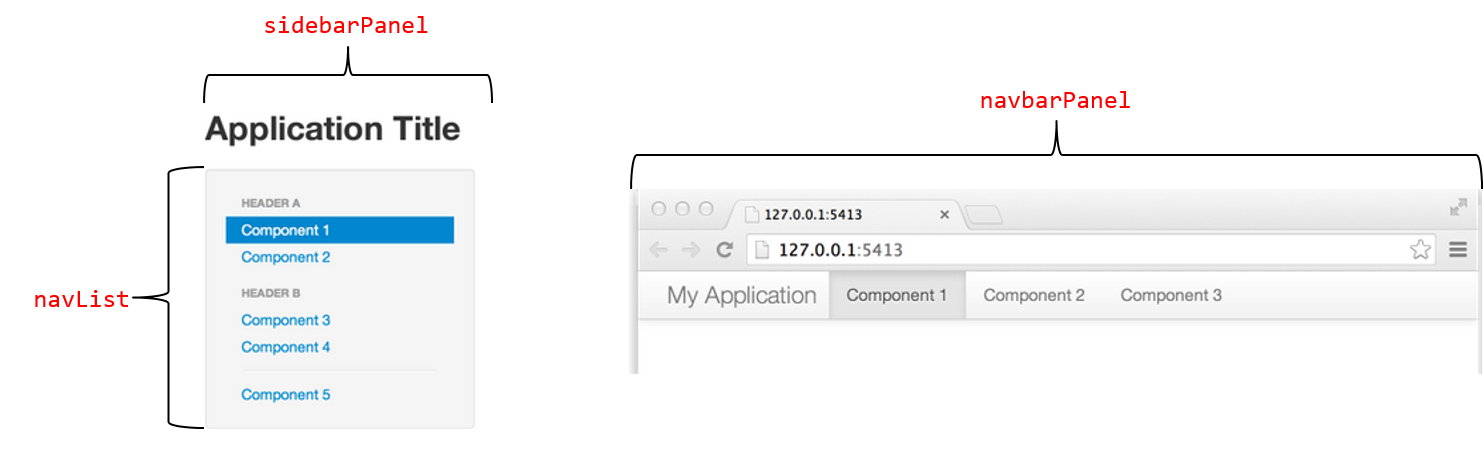 sidebarPanel
Application Title
navList
HEADER A
Component 1
Component 2
HEADER B
Component 3
Component 4
Component 5
navbarPanel
127.0.0.1:5413
127.0.0.1:5413
My Application Component 1 Component 2 Component 3